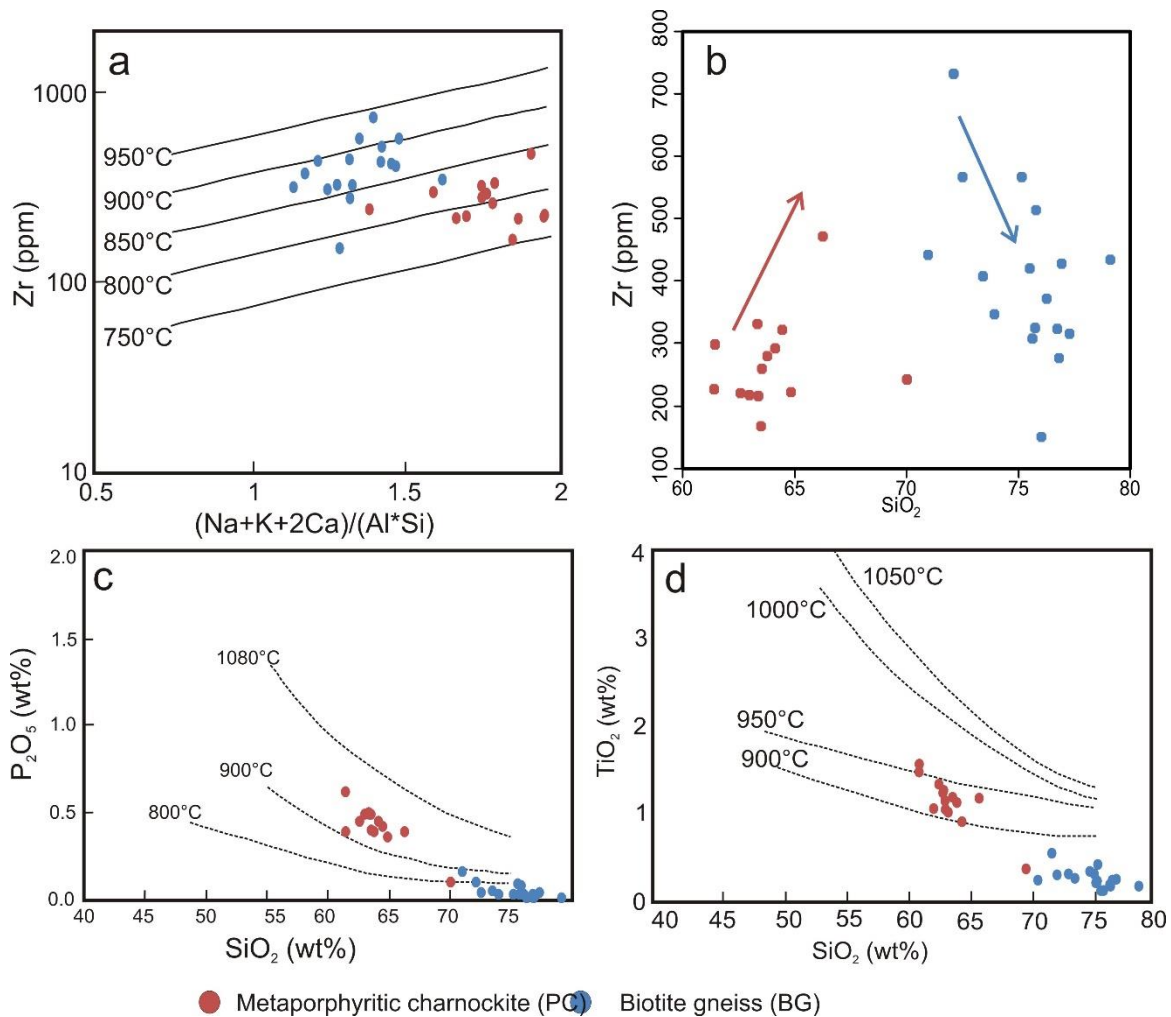 a
Zr (ppm)
1000
100
10
950°C
900°C
850°C
800°C
750°C
0.5 1 1.5 2
(Na+K+2Ca)/(Al*Si)
b
Zr (ppm)
800
700
600
500
400
300
200
100
60 65 70 75 80
SiO2
c
P2O5 (wt%)
2.0
1.5
1.0
0.5
0.0
1080°C
900°C
800°C
40 45 50 55 60 65 70 75
SiO2 (wt%)
d
TiO2 (wt%)
4
3
2
1
0
1050°C
1000°C
950°C
900°C
40 45 50 55 60 65 70 75 80
SiO2 (wt%)
Metaporphyritic charnockite (PC) Biotite gneiss (BG)